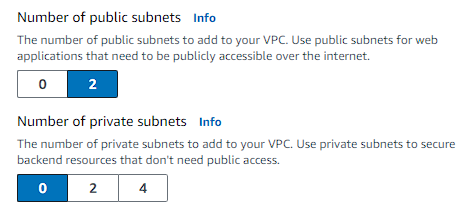 Number of public subnets Info
The number of public subnets to add to your VPC. Use public subnets for web
applications that need to be publicly accessible over the internet.
0 2
Number of private subnets Info
The number of private subnets to add to your VPC. Use private subnets to secure
backend resources that don't need public access.
0 2 4